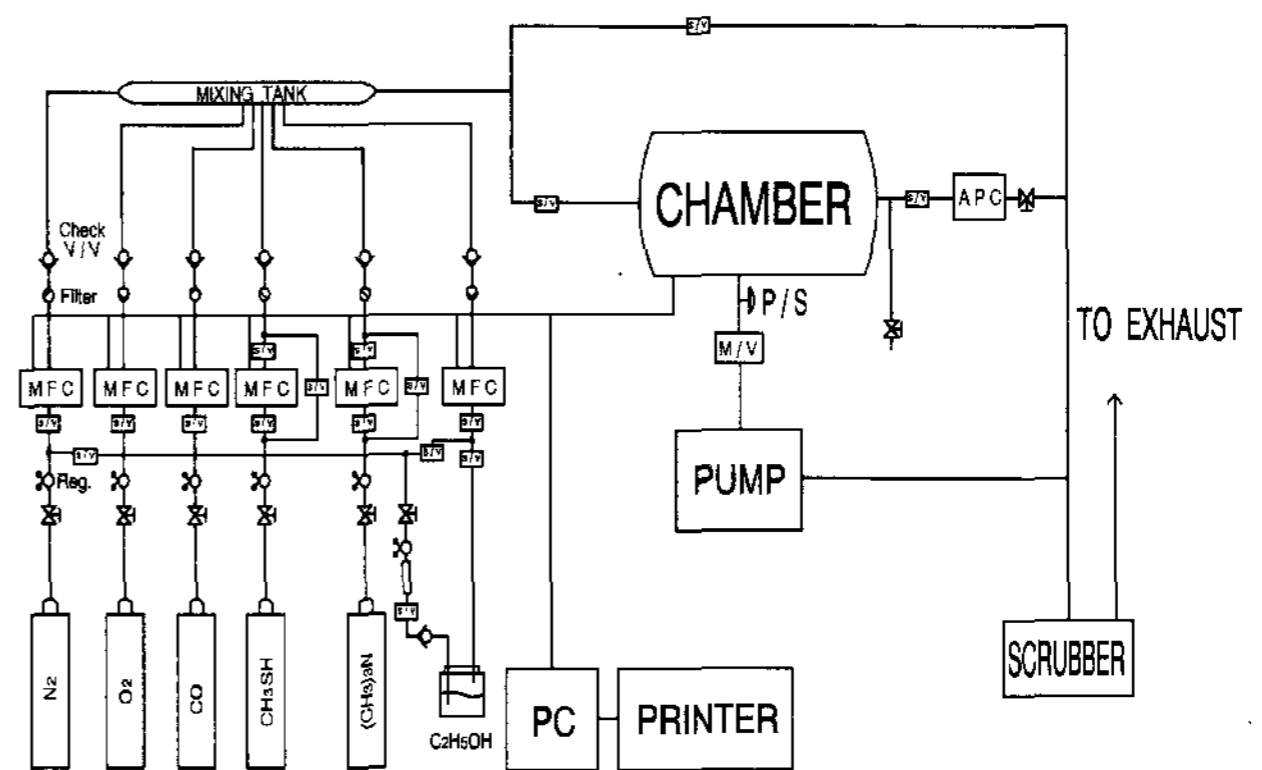 S/V
MIXING TANK
CHAMBER
S/V
S/V
APC
Check
V/V
Filter
P/S
M/V
TO EXHAUST
S/V
S/V
MFC
MFC
MFC
MFC
S/V
MFC
S/V
MFC
S/V
S/V
S/V
S/V
S/V
S/V
S/V
S/V
S/V
Reg.
PUMP
S/V
N2
O2
CO
CH3SH
(CH3)3N
C2H5OH
PC
PRINTER
SCRUBBER